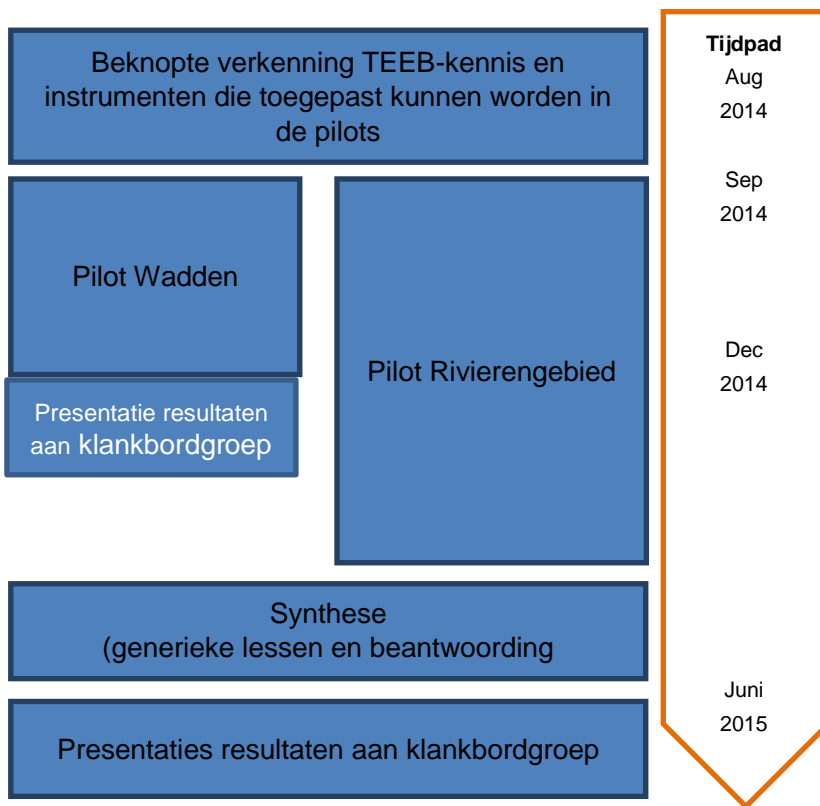 Beknopte verkenning TEEB-kennis en
instrumenten die toegepast kunnen worden in
de pilots
Pilot Wadden
Presentatie resultaten
aan klankbordgroep
Pilot Rivierengebied
Synthese
(generieke lessen en beantwoording
Presentaties resultaten aan klankbordgroep
Tijdpad
Aug
2014
Sep
2014
Dec
2014
Juni
2015